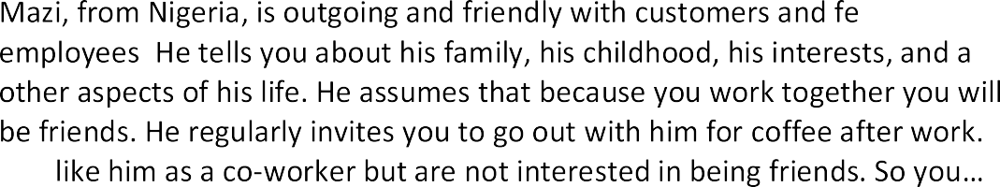 Mazi, from Nigeria, is outgoing and friendly with customers and fe
employees  He tells you about his family, his childhood, his interests, and a
other aspects of his life. He assumes that because you work together you will
be friends. He regularly invites you to go out with him for coffee after work.
like him as a co-worker but are not interested in being friends. So you…